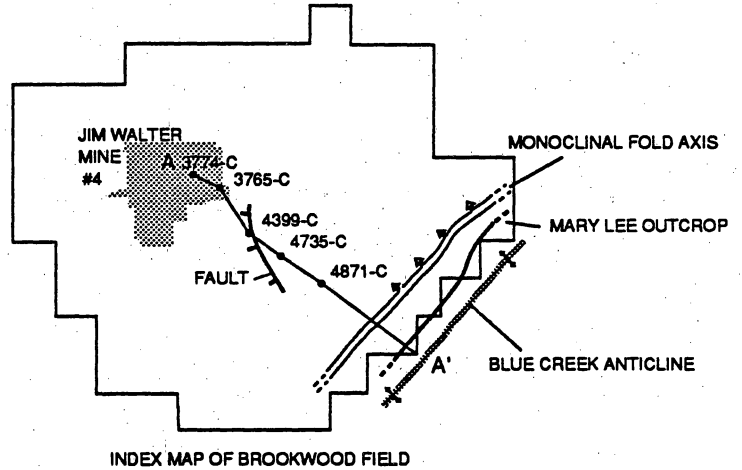 JIM WALTER
MINE
#4
A 3774-C
3765-C
4399-C
4735-C
4871-C
FAULT
MONOCLINAL FOLD AXIS
MARY LEE OUTCROP
A'
BLUE CREEK ANTICLINE
INDEX MAP OF BROOKWOOD FIELD